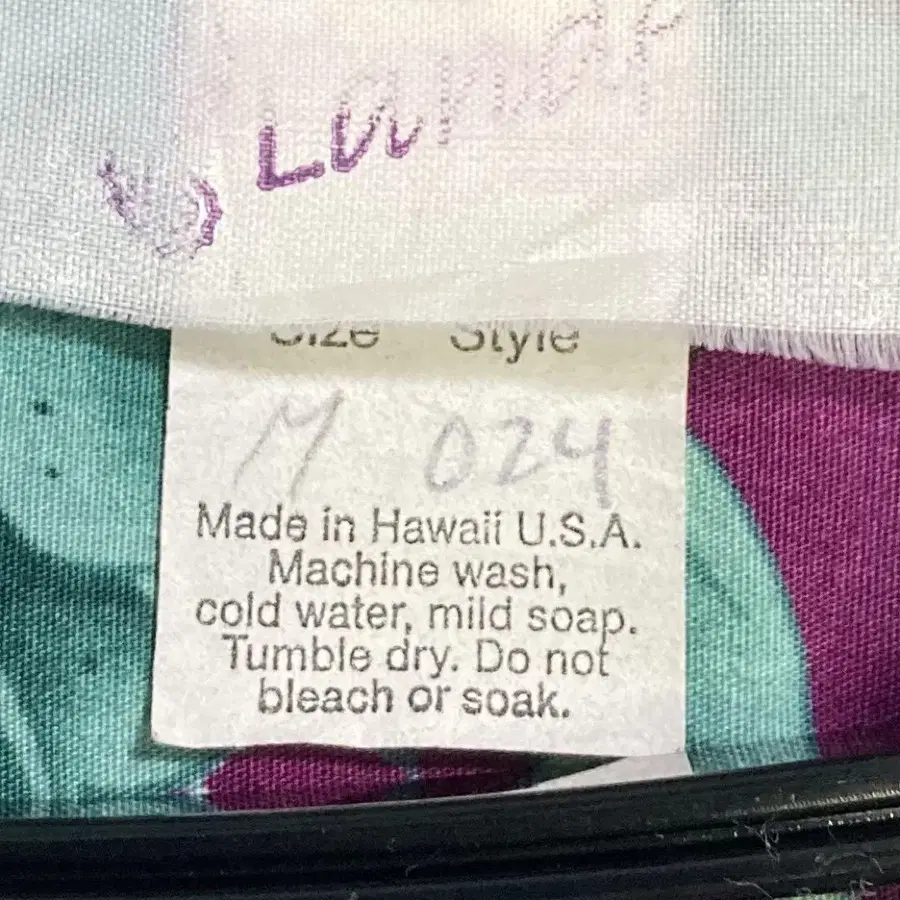 Size Style
M 024
Made in Hawaii U.S.A.
Machine wash,
cold water, mild soap.
Tumble dry. Do not
bleach or soak.